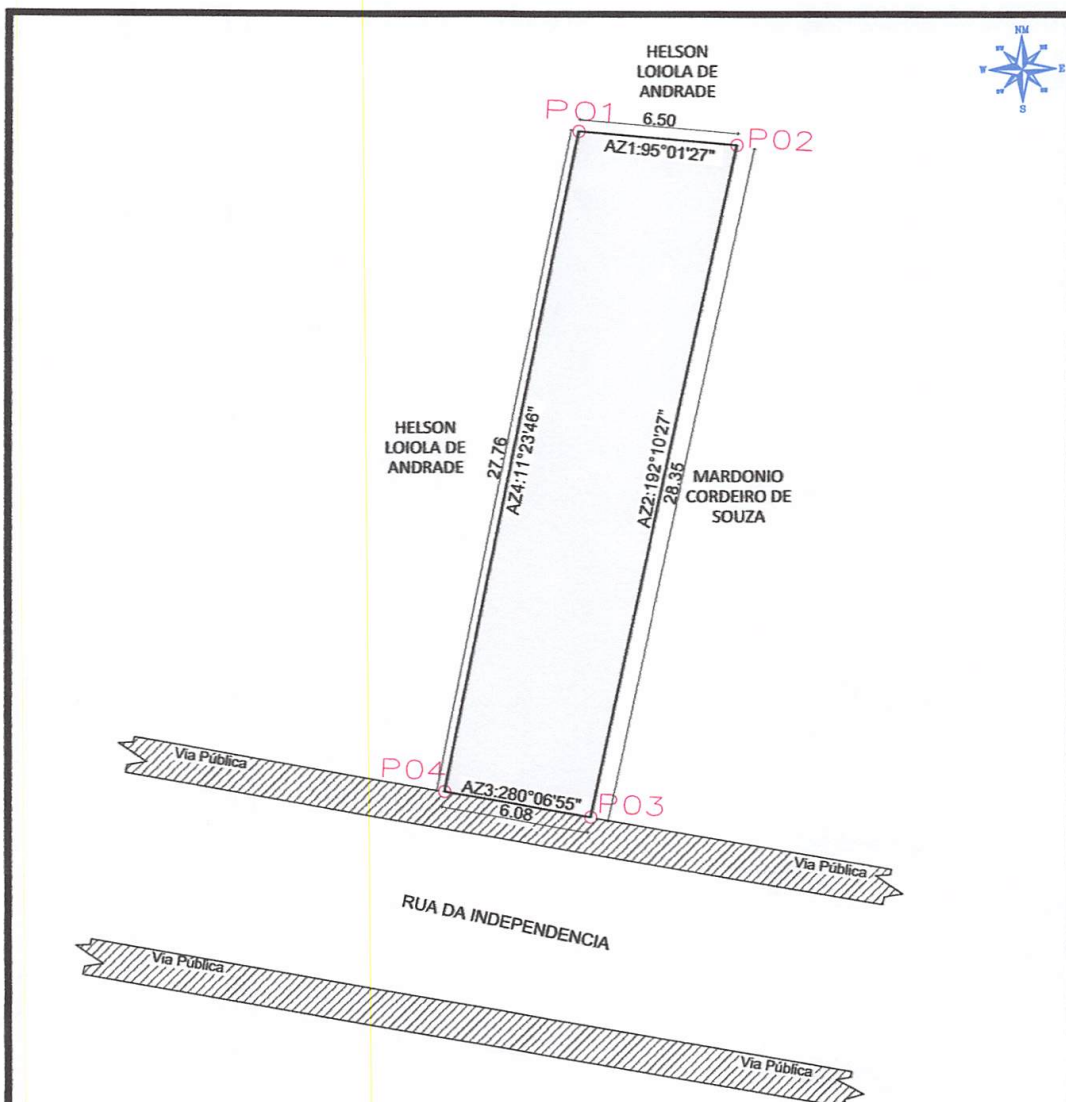 NM
W
E
S
HELSON
LOIOLA DE
ANDRADE
P01
6.50
P02
AZ1:95°01'27"
HELSON
LOIOLA DE
ANDRADE
27.76
AZ4:11°23'46"
AZ2:192°10'27"
28.35
MARDONIO
CORDEIRO DE
SOUZA
Via Pública
P04
AZ3:280°06'55"
6.08
P03
Via Pública
RUA DA INDEPENDENCIA
Via Pública
Via Pública